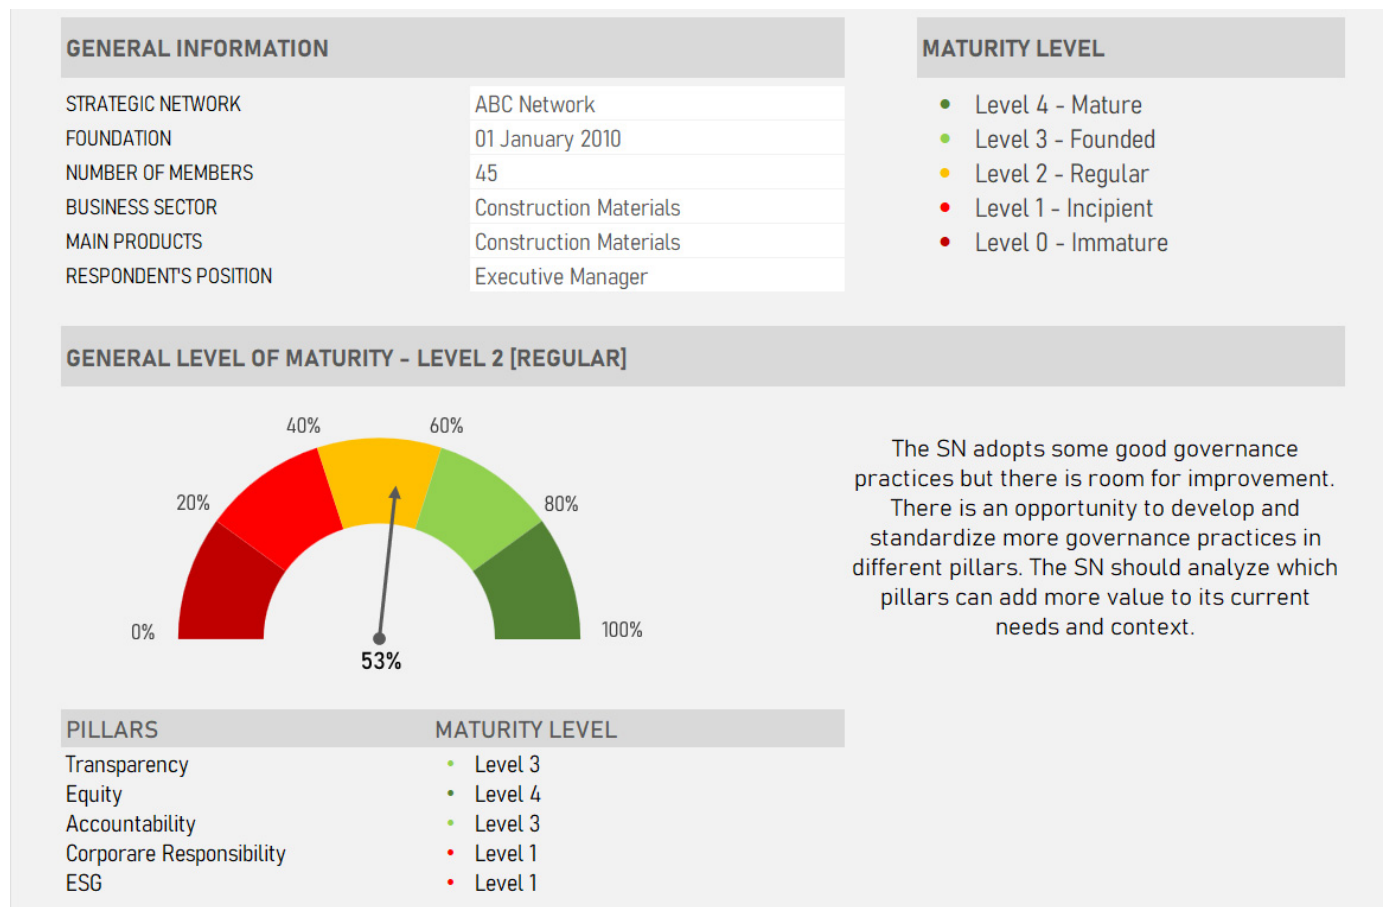 GENERAL INFORMATION
STRATEGIC NETWORK ABC Network
FOUNDATION 01 January 2010
NUMBER OF MEMBERS 45
BUSINESS SECTOR Construction Materials
MAIN PRODUCTS Construction Materials
RESPONDENT'S POSITION Executive Manager
MATURITY LEVEL
• Level 4 - Mature
• Level 3 - Founded
• Level 2 - Regular
• Level 1 - Incipient
• Level 0 - Immature
GENERAL LEVEL OF MATURITY - LEVEL 2 [REGULAR]
0%
20%
40%
60%
80%
100%
53%
The SN adopts some good governance
practices but there is room for improvement.
There is an opportunity to develop and
standardize more governance practices in
different pillars. The SN should analyze which
pillars can add more value to its current
needs and context.
PILLARS MATURITY LEVEL
Transparency • Level 3
Equity • Level 4
Accountability • Level 3
Corporare Responsibility • Level 1
ESG • Level 1